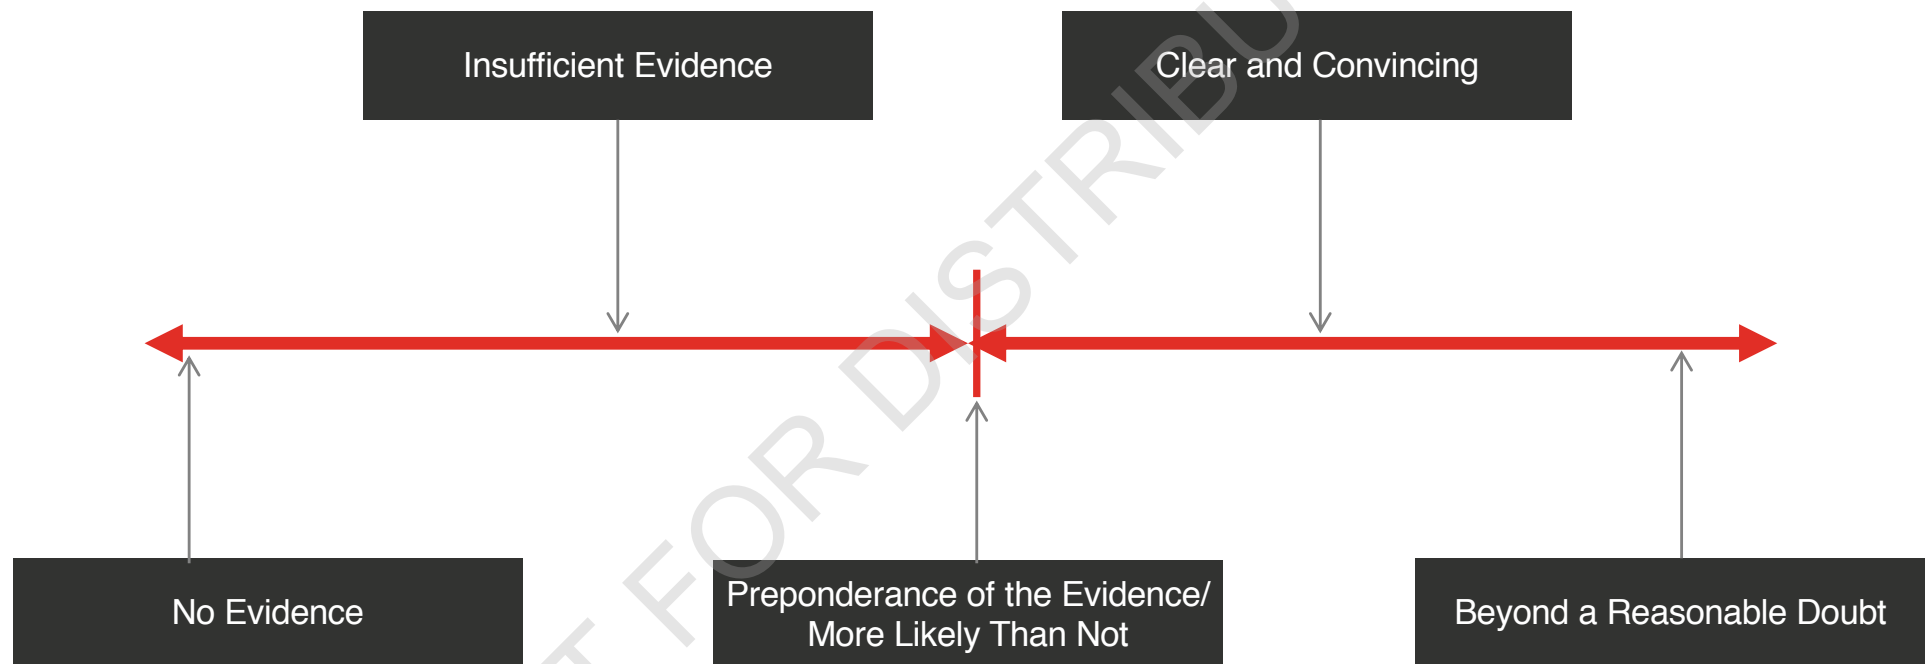 Insufficient Evidence
Clear and Convincing
No Evidence
Preponderance of the Evidence/
More Likely Than Not
Beyond a Reasonable Doubt
T FOR DISTRIBU